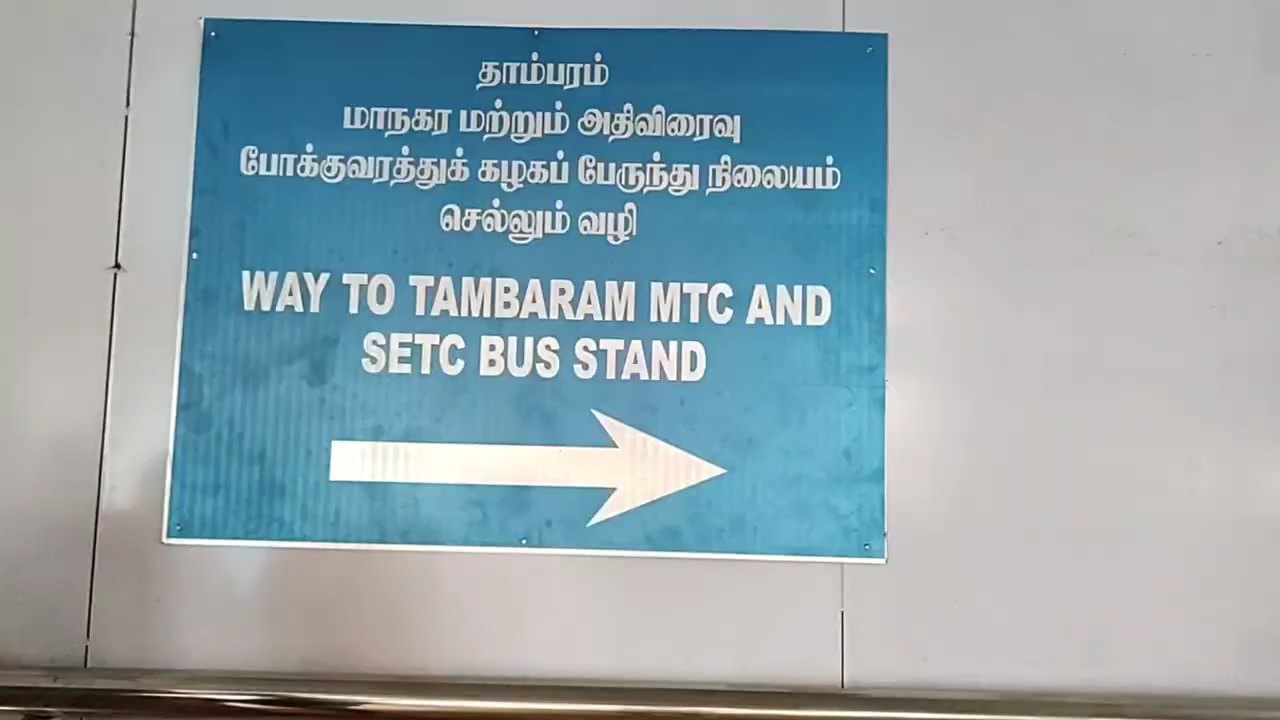 தாம்பரம்
மாநகர மற்றும் அதிவிரைவு
போக்குவரத்துக் கழகப் பேருந்து நிலையம்
செல்லும் வழி
WAY TO TAMBARAM MTC AND
SETC BUS STAND